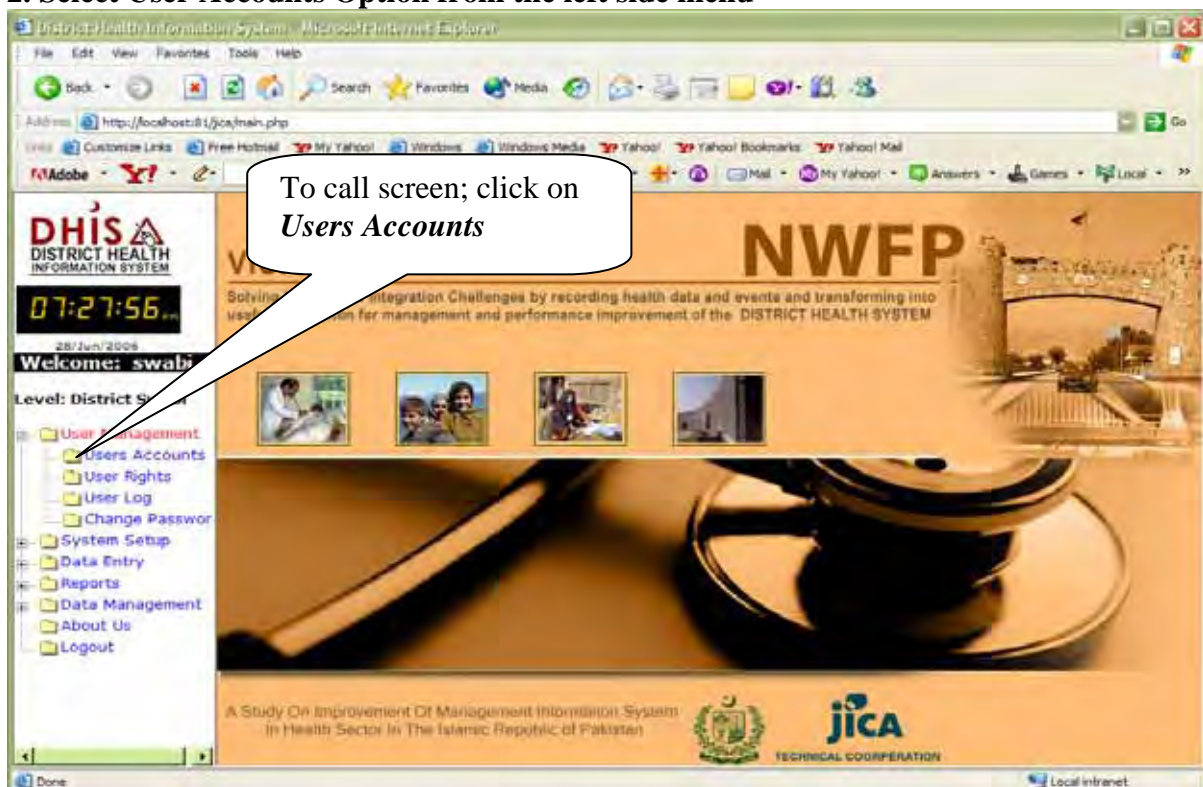 2. Select User Accounts Option from the left side menu
District Health Information System - Microsoft Internet Explorer
File Edit View Favorites Tools Help
Back Search Favorites Media
Address http://localhost:81/jica/main.php Go
Links Customize Links Free Hotmail My Yahoo! Windows Windows Media Yahoo! Yahoo! Bookmarks Yahoo! Mail
Adobe Y! Mail My Yahoo! Answers Games Local >>
To call screen; click on
Users Accounts
DHIS
DISTRICT HEALTH
INFORMATION SYSTEM
07:27:56
28/Jun/2006
Welcome: swabi
Level: District
User Management
Users Accounts
User Rights
User Log
Change Passwor
System Setup
Data Entry
Reports
Data Management
About Us
Logout
NWFP
Solving Integration Challenges by recording health data and events and transforming into
for management and performance improvement of the DISTRICT HEALTH SYSTEM
A Study On Improvement Of Management Information System
In Health Sector In The Islamic Republic of Pakistan
jica
TECHNICAL COORPERATION
Done
Local intranet